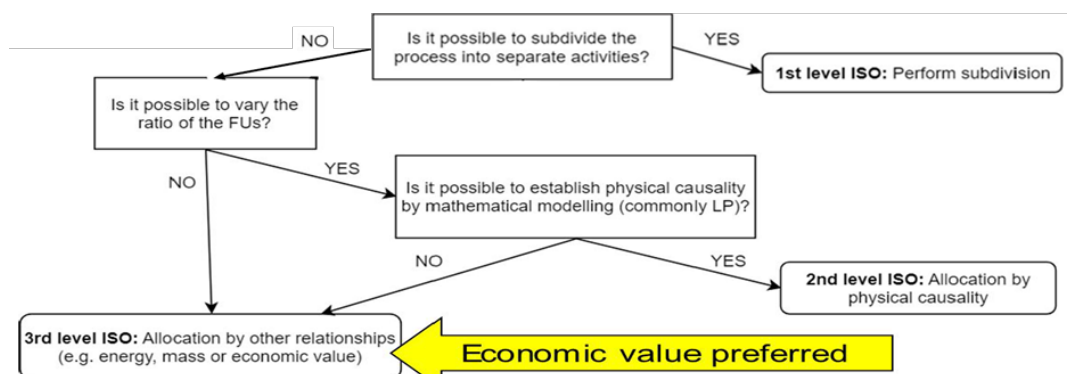 Is it possible to subdivide the
process into separate activities?
NO
YES
1st level ISO: Perform subdivision
Is it possible to vary the
ratio of the FUs?
YES
NO
Is it possible to establish physical causality
by mathematical modelling (commonly LP)?
NO
YES
2nd level ISO: Allocation by
physical causality
3rd level ISO: Allocation by other relationships
(e.g. energy, mass or economic value)
Economic value preferred